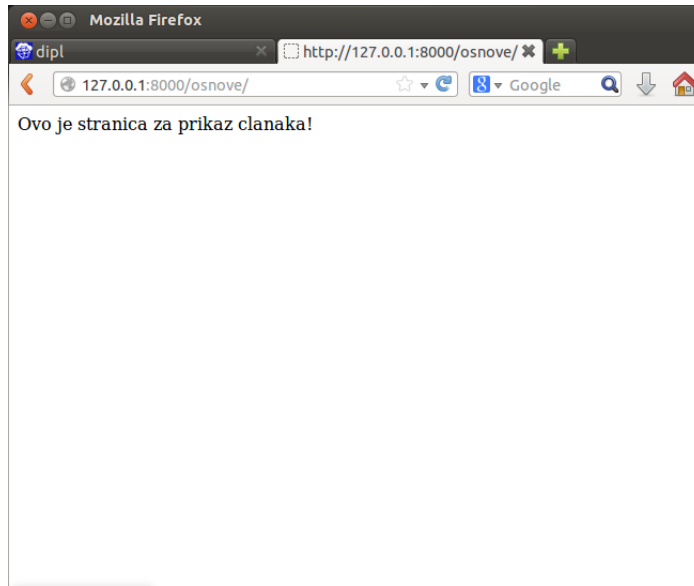 Mozilla Firefox
dipl
http://127.0.0.1:8000/osnove/
127.0.0.1:8000/osnove/
8 Google
Ovo je stranica za prikaz clanaka!